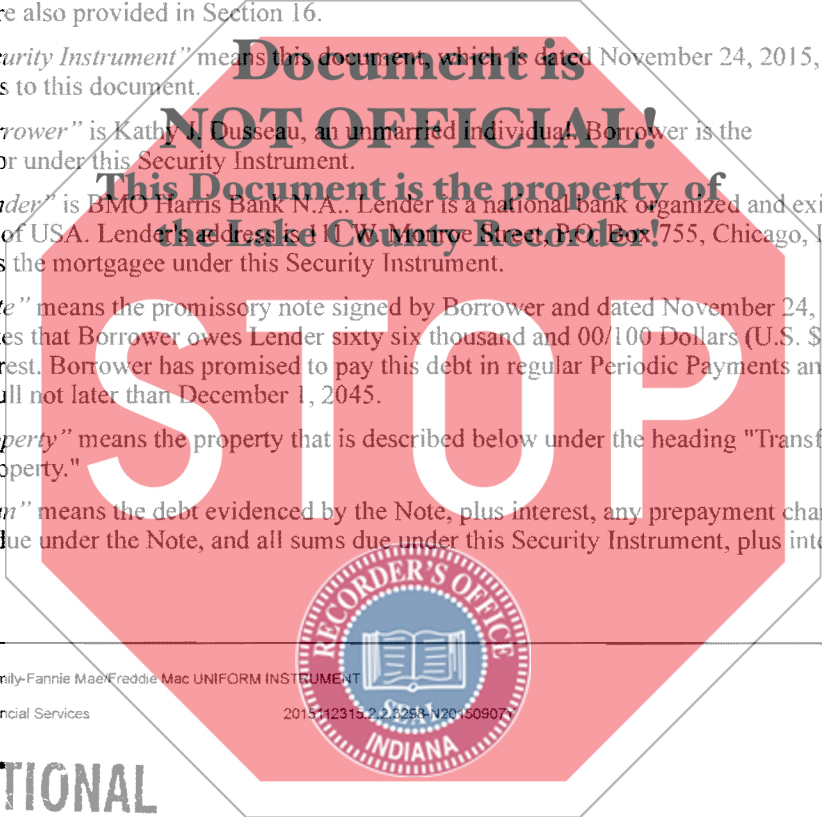 re also provided in Section 16.
curity Instrument" means this document, which is dated November 24, 2015,
s to this document.
rrower" is Kathy J. Dusseau, an unmarried individual. Borrower is the
or under this Security Instrument.
nder" is BMO Harris Bank N.A.. Lender is a national bank organized and exi
of USA. Lender's address is 111 W. Monroe Street, P.O. Box 755, Chicago, I
s the mortgagee under this Security Instrument.
te" means the promissory note signed by Borrower and dated November 24,
es that Borrower owes Lender sixty six thousand and 00/100 Dollars (U.S. $
rest. Borrower has promised to pay this debt in regular Periodic Payments an
ull not later than December 1, 2045.
perty" means the property that is described below under the heading "Transf
operty."
n" means the debt evidenced by the Note, plus interest, any prepayment char
due under the Note, and all sums due under this Security Instrument, plus inte
Document is
NOT OFFICIAL!
This Document is the property of
the Lake County Recorder!
STOP
RECORDER'S OFFICE
SEAL
INDIANA
mily-Fannie Mae/Freddie Mac UNIFORM INSTRUMENT
ncial Services
TIONAL